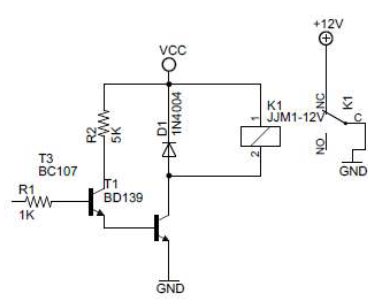 +12V
VCC
R2
5K
D1
1N4004
1
K1
JJM1-12V
2
NC
K1
C
NO
GND
T3
BC107
T1
BD139
R1
1K
GND